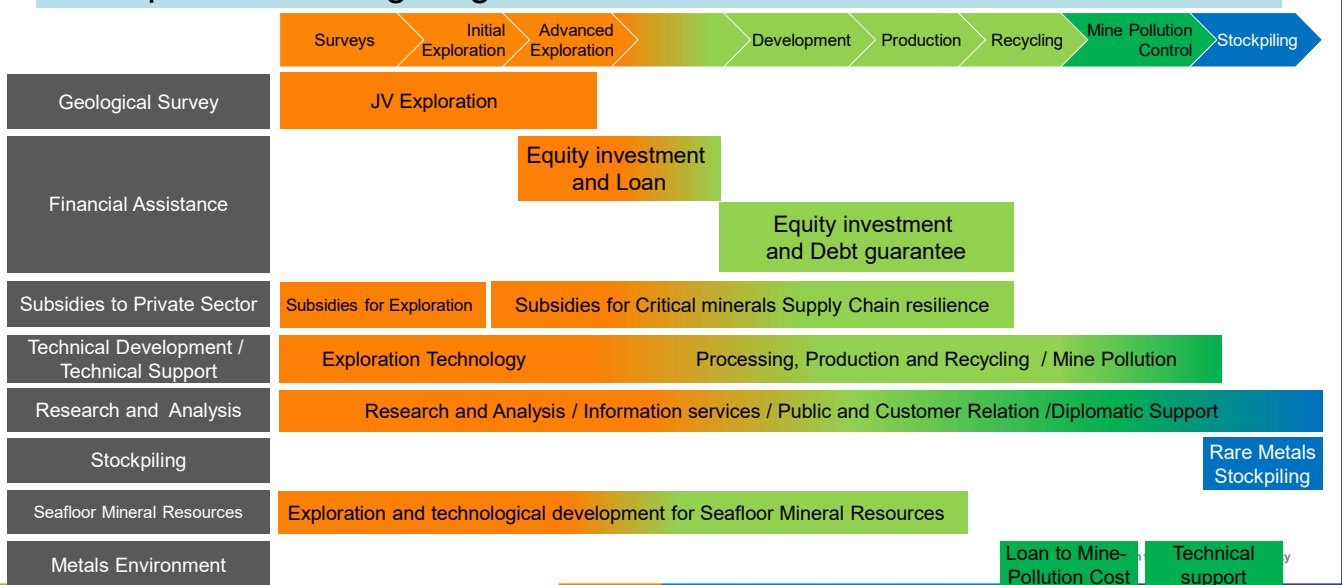 Surveys
Initial
Exploration
Advanced
Exploration
Development
Production
Recycling
Mine Pollution
Control
Stockpiling
Geological Survey
JV Exploration
Financial Assistance
Equity investment
and Loan
Equity investment
and Debt guarantee
Subsidies to Private Sector
Subsidies for Exploration
Subsidies for Critical minerals Supply Chain resilience
Technical Development /
Technical Support
Exploration Technology
Processing, Production and Recycling / Mine Pollution
Research and Analysis
Research and Analysis / Information services / Public and Customer Relation /Diplomatic Support
Stockpiling
Rare Metals
Stockpiling
Seafloor Mineral Resources
Exploration and technological development for Seafloor Mineral Resources
Metals Environment
Loan to Mine-
Pollution Cost
Technical
support